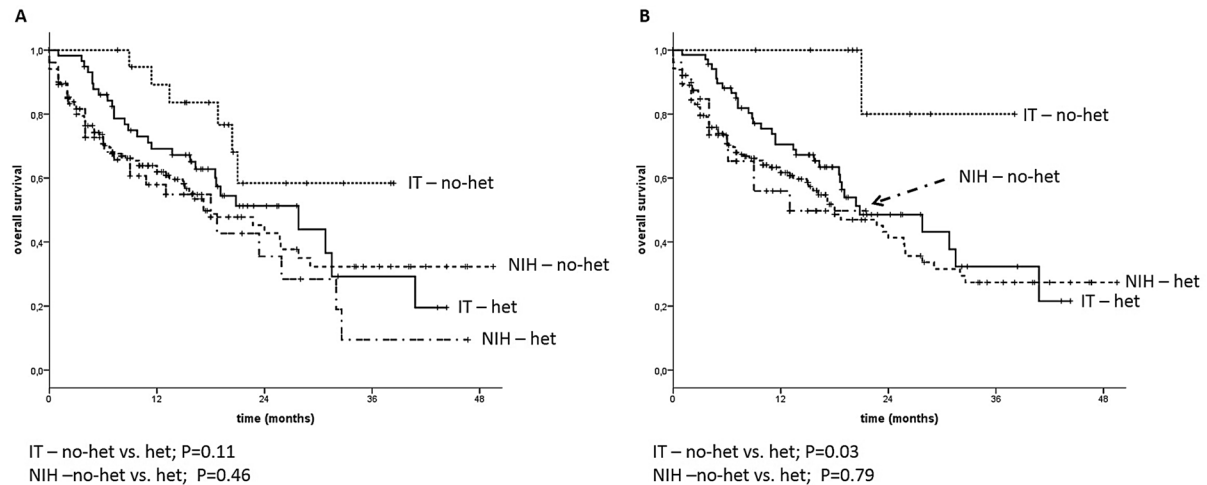 A
1,0
0,8
0,6
0,4
0,2
0,0
overall survival
0
12
24
36
48
time (months)
IT – no-het
NIH – no-het
IT – het
NIH – het
IT – no-het vs. het; P=0.11
NIH –no-het vs. het; P=0.46
B
1,0
0,8
0,6
0,4
0,2
0,0
overall survival
0
12
24
36
48
time (months)
IT – no-het
NIH – no-het
NIH – het
IT – het
IT – no-het vs. het; P=0.03
NIH –no-het vs. het; P=0.79